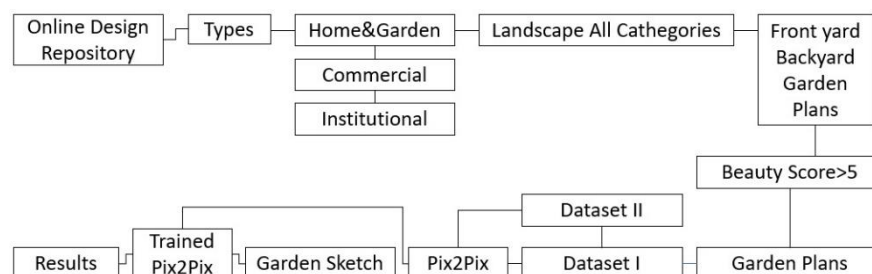 Online Design
Repository
Types
Home&Garden
Landscape All Cathegories
Front yard
Backyard
Garden
Plans
Commercial
Institutional
Beauty Score>5
Dataset II
Results
Trained
Pix2Pix
Garden Sketch
Pix2Pix
Dataset I
Garden Plans